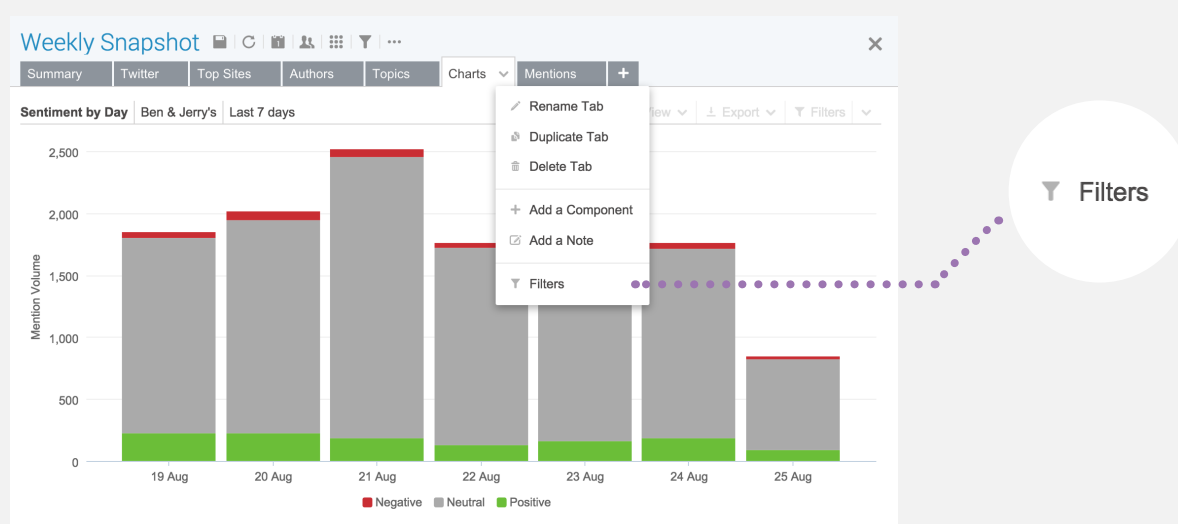 Weekly Snapshot
Summary Twitter Top Sites Authors Topics Charts Mentions +
Sentiment by Day Ben & Jerry's Last 7 days Export Filters
Rename Tab
Duplicate Tab
Delete Tab
Add a Component
Add a Note
Filters
Filters
Mention Volume
2,500
2,000
1,500
1,000
500
0
19 Aug 20 Aug 21 Aug 22 Aug 23 Aug 24 Aug 25 Aug
Negative Neutral Positive